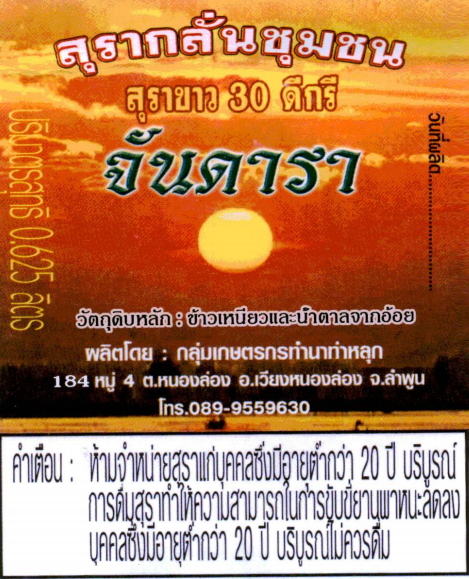 สุรากลั่นชุมชน
สุราขาว 30 ดีกรี
จันดารา
ปริมาตรสุทธิ 0.625 ลิตร
วันที่ผลิต..............................
วัตถุดิบหลัก : ข้าวเหนียวและน้ำตาลจากอ้อย
ผลิตโดย : กลุ่มเกษตรกรทำนาท่าหลุก
184 หมู่ 4 ต.หนองล่อง อ.เวียงหนองล่อง จ.ลำพูน
โทร.089-9559630
คำเตือน : ห้ามจำหน่ายสุราแก่บุคคลซึ่งมีอายุต่ำกว่า 20 ปี บริบูรณ์
การดื่มสุราทำให้ความสามารถในการขับขี่ยานพาหนะลดลง
บุคคลซึ่งมีอายุต่ำกว่า 20 ปี บริบูรณ์ไม่ควรดื่ม